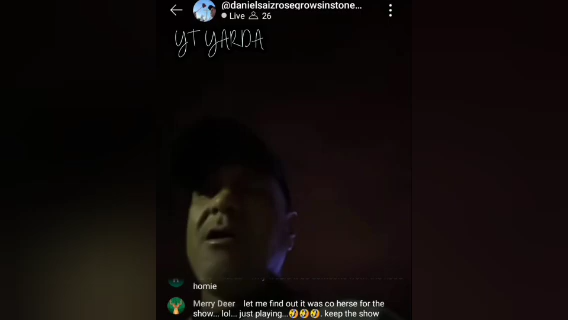 @danielsaizrosegrowsinstone...
Live 26
YT YARDA
homie
Merry Deer let me find out it was co herse for the
show... lol... just playing...🤣🤣🤣. keep the show